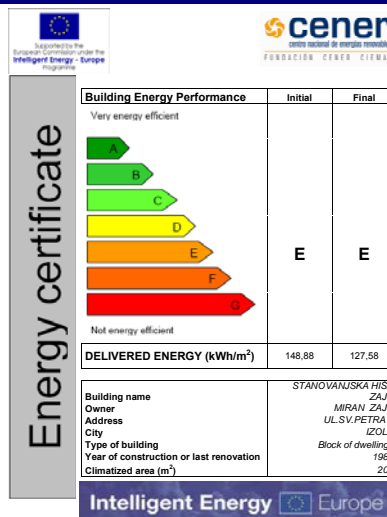 Supported by the
European Commission under the
Intelligent Energy - Europe
Programme
cener
centro nacional de energías renovable
FUNDACIÓN CENER CIEMA
Energy certificate
Building Energy Performance Initial Final
Very energy efficient
A
B
C
D
E E E
F
G
Not energy efficient
DELIVERED ENERGY (kWh/m²) 148,88 127,58
STANOVANJSKA HIŠ
Building name ZAJ
Owner MIRAN ZAJ
Address UL.SV.PETRA
City IZOL
Type of building Block of dwelling
Year of construction or last renovation 198
Climatized area (m²) 20
Intelligent Energy Europe